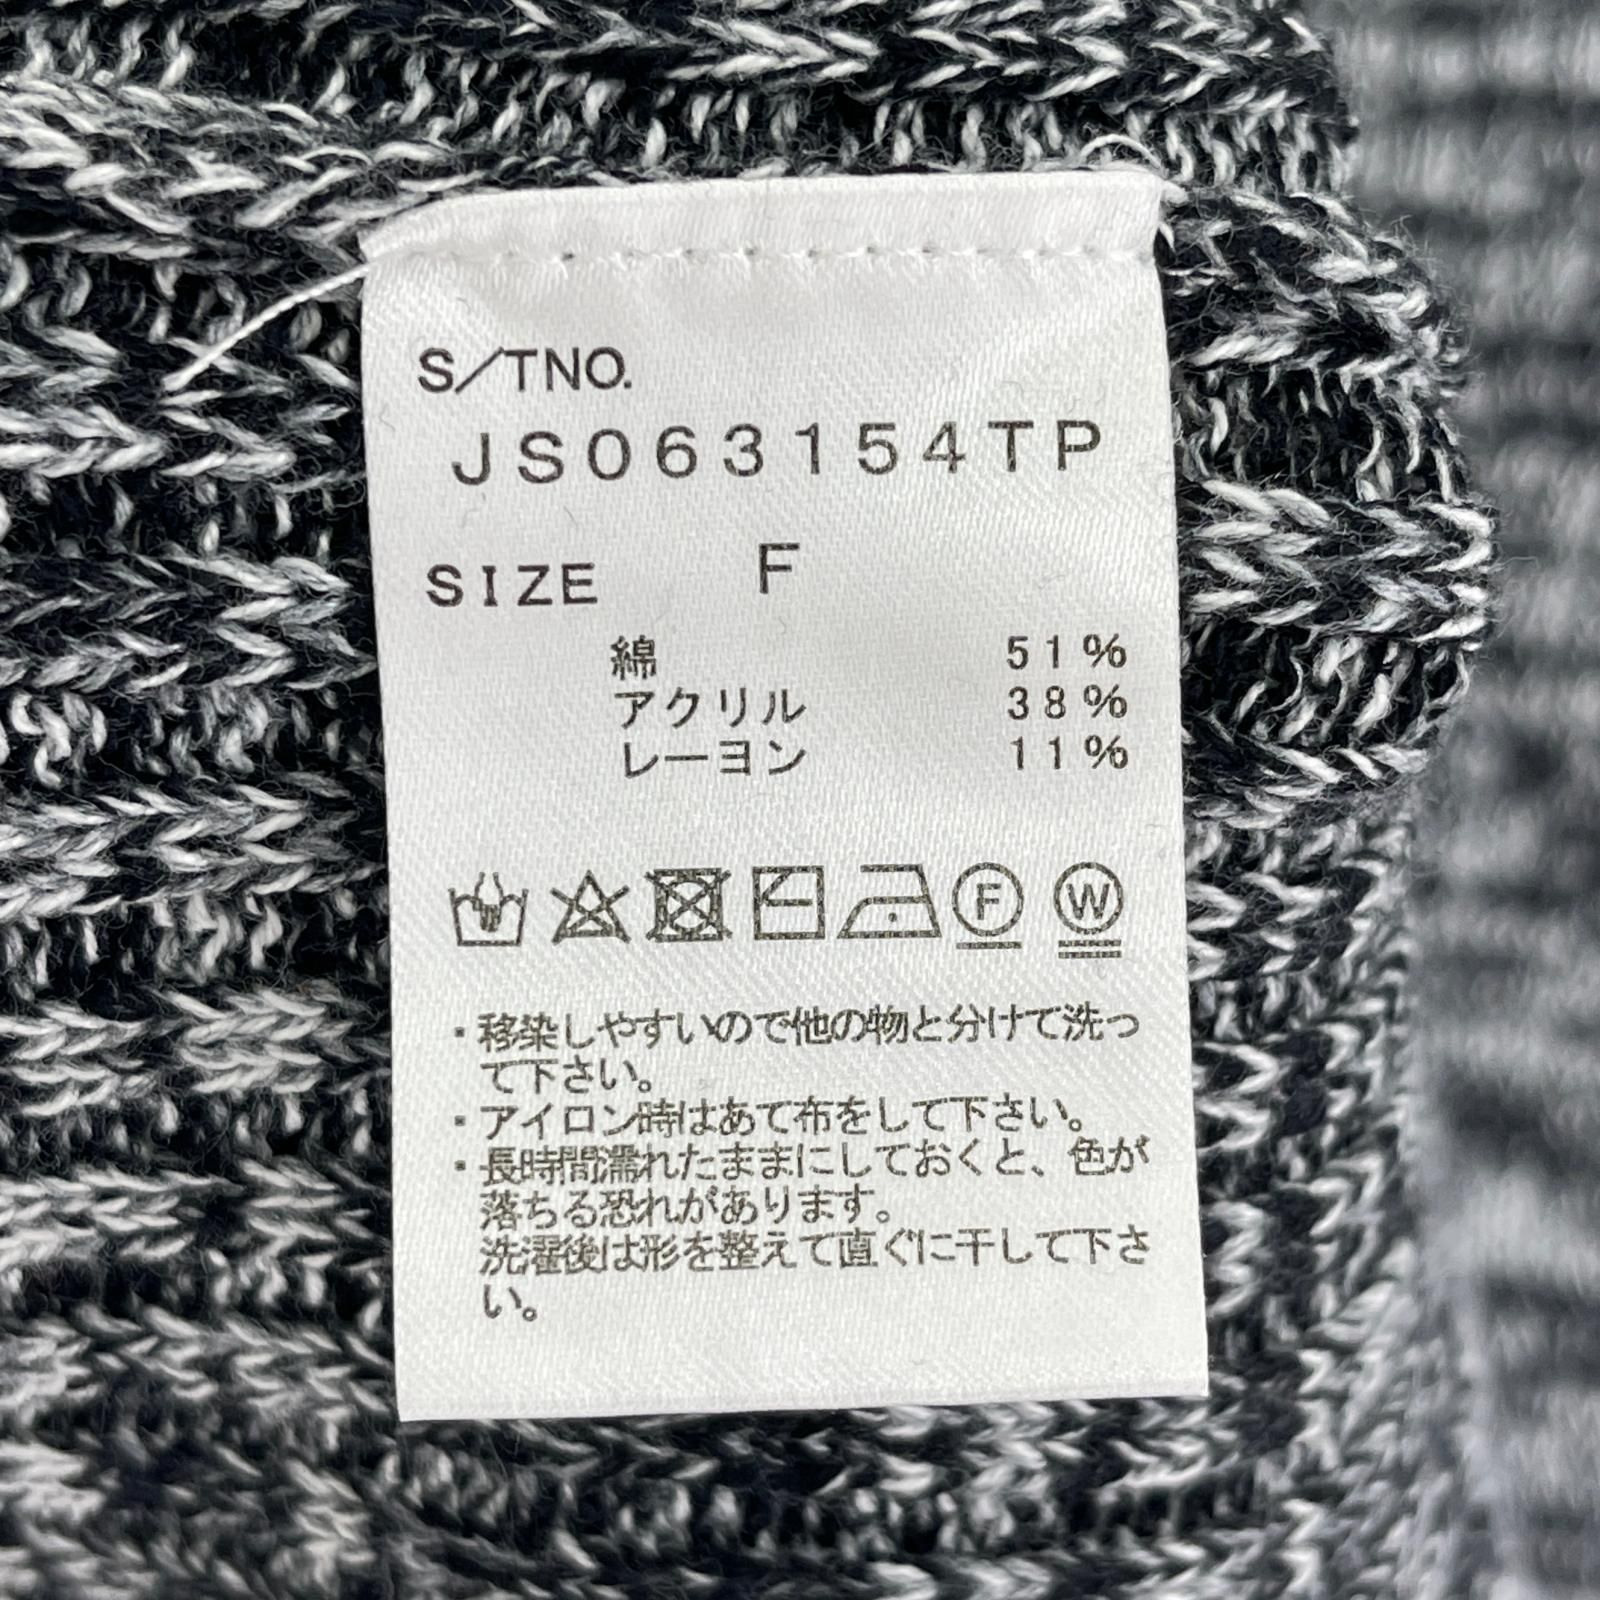 S/TNO.
JS063154TP
SIZE F
綿 51%
アクリル 38%
レーヨン 11%
F W
・移染しやすいので他の物と分けて洗っ
て下さい。
・アイロン時はあて布をして下さい。
・長時間濡れたままにしておくと、色が
落ちる恐れがあります。
洗濯後は形を整えて直ぐに干して下さ
い。